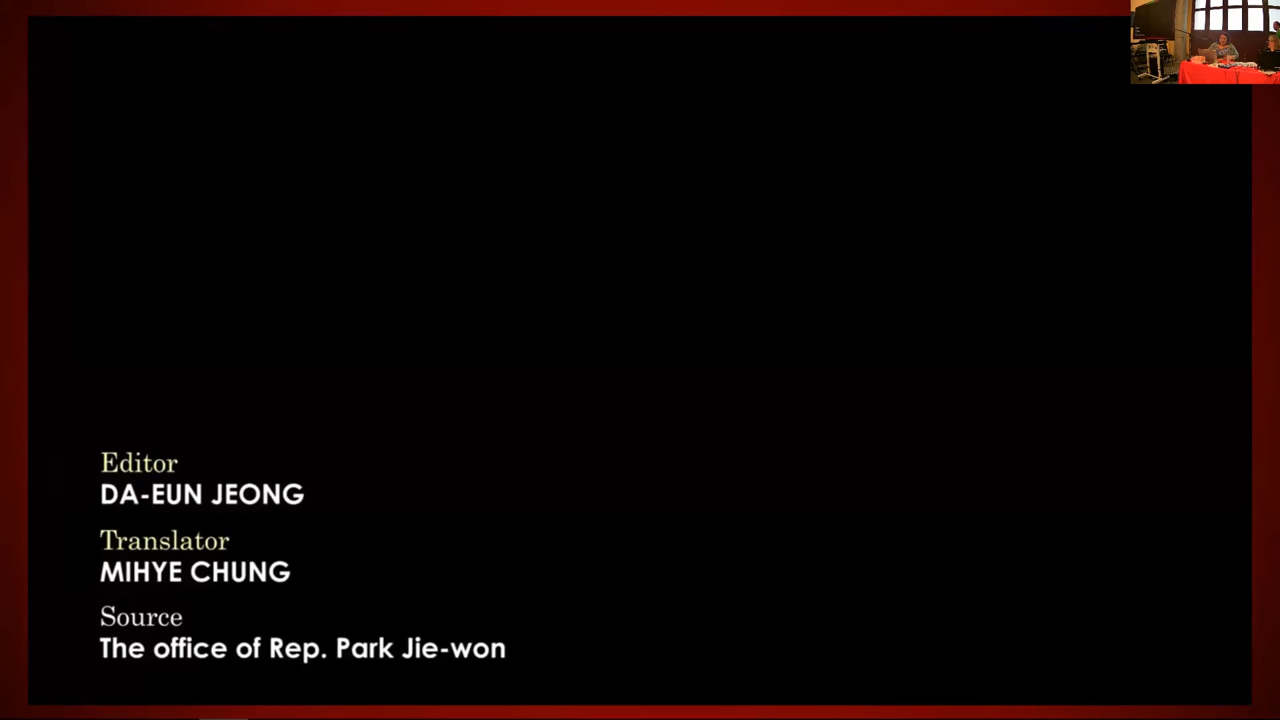 Editor
DA-EUN JEONG
Translator
MIHYE CHUNG
Source
The office of Rep. Park Jie-won